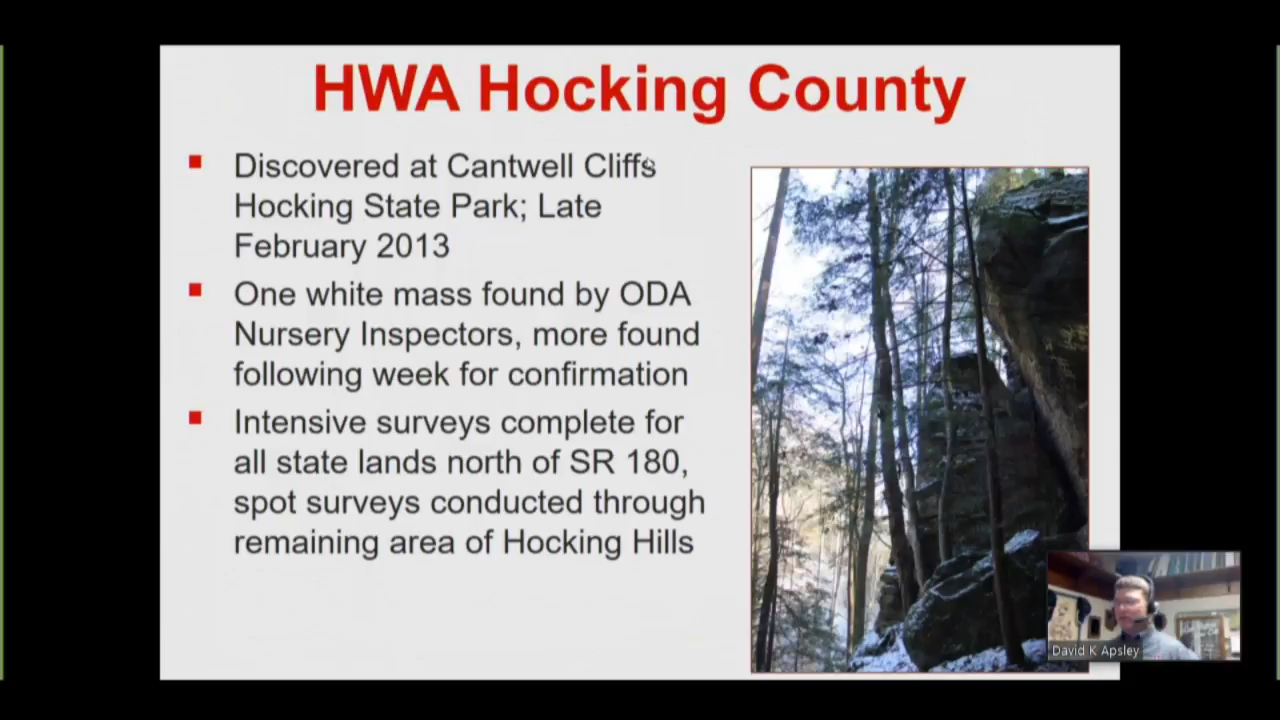 HWA Hocking County
Discovered at Cantwell Cliffs
Hocking State Park; Late
February 2013
One white mass found by ODA
Nursery Inspectors, more found
following week for confirmation
Intensive surveys complete for
all state lands north of SR 180,
spot surveys conducted through
remaining area of Hocking Hills
David K Apsley